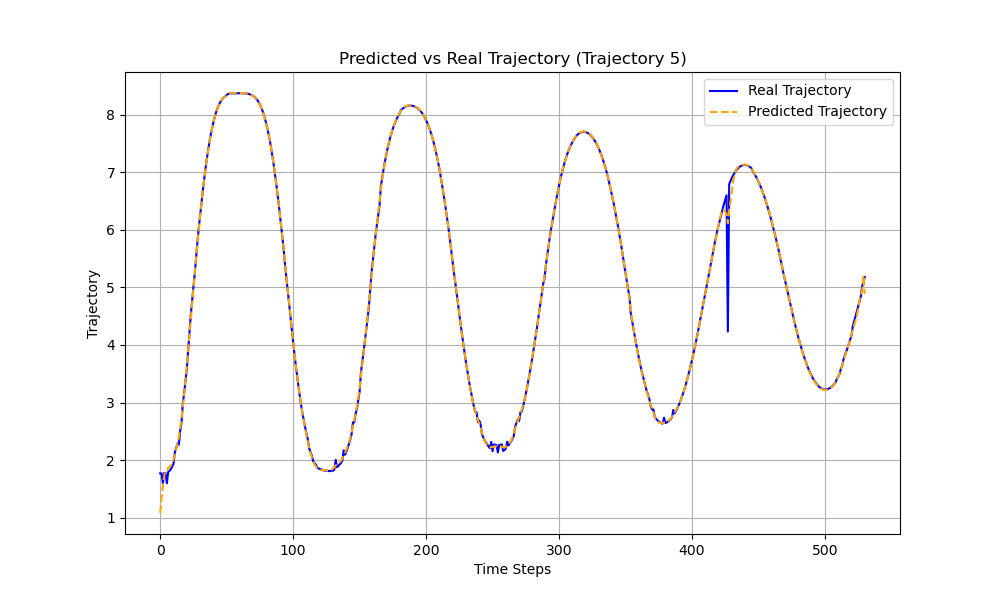 Predicted vs Real Trajectory (Trajectory 5)
Real Trajectory
Predicted Trajectory
Trajectory
8
7
6
5
4
3
2
1
0 100 200 300 400 500
Time Steps